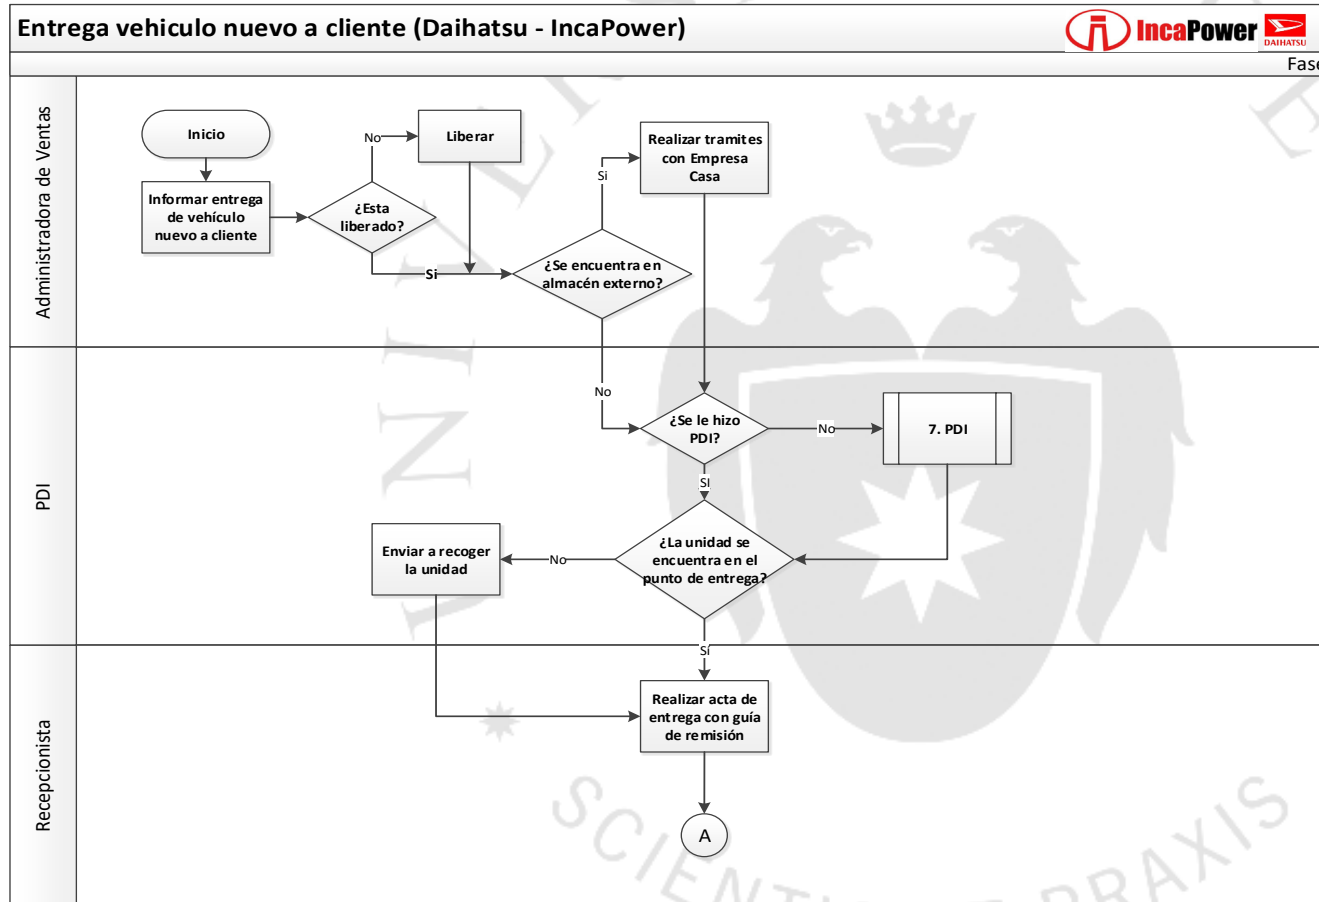 Entrega vehiculo nuevo a cliente (Daihatsu - IncaPower)
IncaPower
DAIHATSU
Fase
Administradora de Ventas
Inicio
Informar entrega
de vehículo
nuevo a cliente
¿Esta
liberado?
No
Liberar
Si
¿Se encuentra en
almacén externo?
Si
Realizar tramites
con Empresa
Casa
No
PDI
¿Se le hizo
PDI?
No
7. PDI
SI
¿La unidad se
encuentra en el
punto de entrega?
No
Enviar a recoger
la unidad
Sí
Recepcionista
Realizar acta de
entrega con guía
de remisión
A
UNIVE
E
SCIENTI
PRAXIS